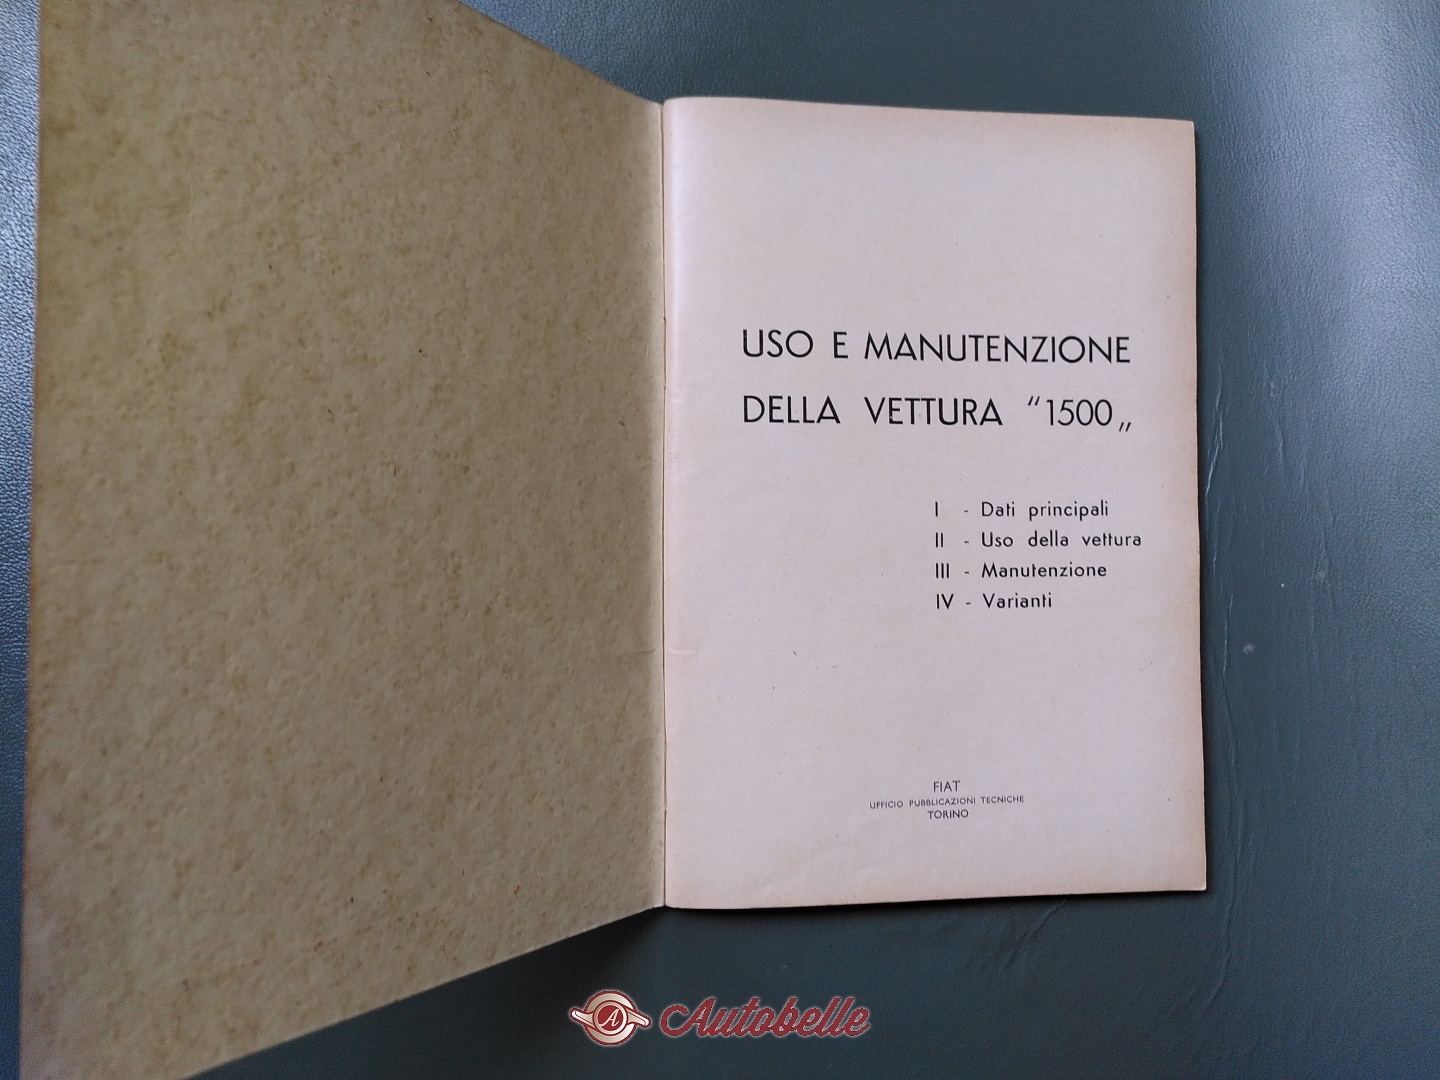 USO E MANUTENZIONE
DELLA VETTURA “1500„
I - Dati principali
II - Uso della vettura
III - Manutenzione
IV - Varianti
FIAT
UFFICIO PUBBLICAZIONI TECNICHE
TORINO
A Autobelle